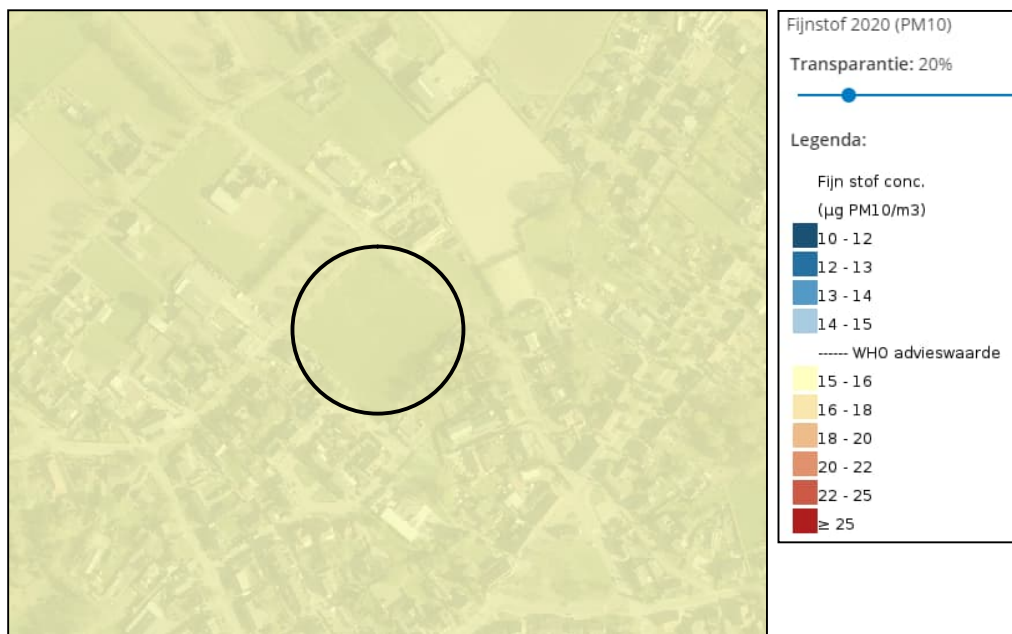 Fijnstof 2020 (PM10)
Transparantie: 20%
Legenda:
Fijn stof conc.
(µg PM10/m3)
10 - 12
12 - 13
13 - 14
14 - 15
------ WHO advieswaarde
15 - 16
16 - 18
18 - 20
20 - 22
22 - 25
≥ 25